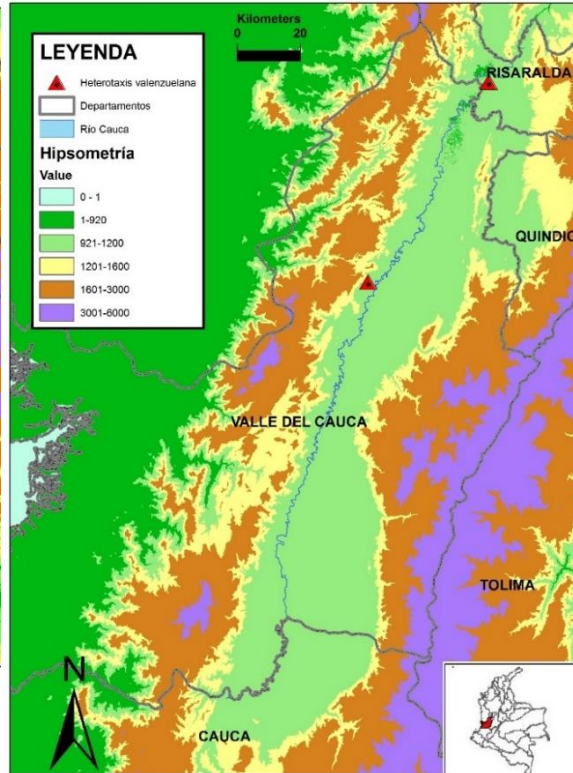 Kilometers
0 20
LEYENDA
Heterotaxis valenzuelana
Departamentos
Río Cauca
Hipsometría
Value
0 - 1
1-920
921-1200
1201-1600
1601-3000
3001-6000
RISARALDA
QUINDIO
VALLE DEL CAUCA
TOLIMA
N
CAUCA